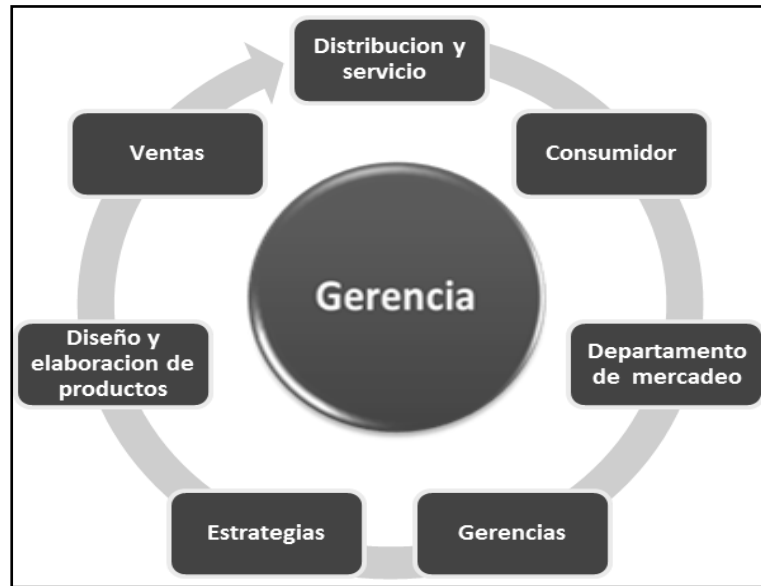 Distribucion y
servicio
Consumidor
Departamento
de mercadeo
Gerencias
Estrategias
Diseño y
elaboracion de
productos
Ventas
Gerencia